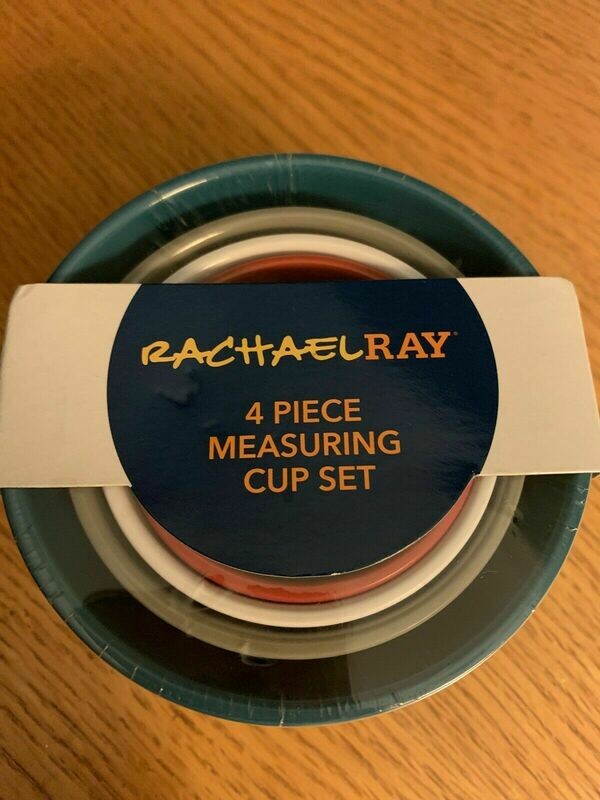 RACHAELRAY
4 PIECE
MEASURING
CUP SET